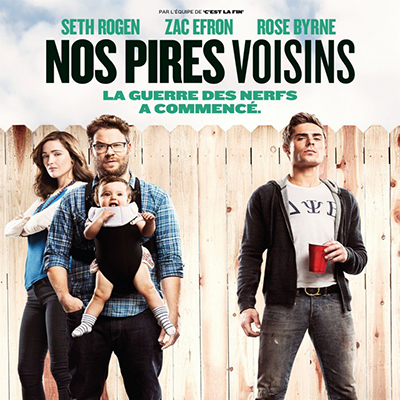 PAR L'ÉQUIPE DE 'C'EST LA FIN'
SETH ROGEN ZAC EFRON ROSE BYRNE
NOS PIRES VOISINS
LA GUERRE DES NERFS
A COMMENCÉ.
ΔΨΒ